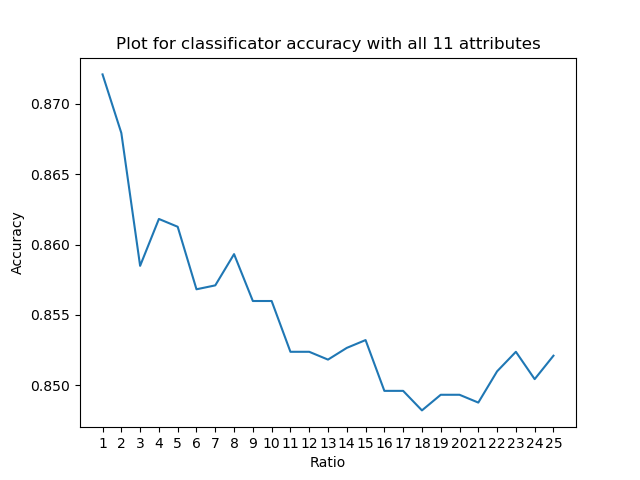 Plot for classificator accuracy with all 11 attributes
0.870
0.865
0.860
0.855
0.850
Accuracy
1 2 3 4 5 6 7 8 9 10 11 12 13 14 15 16 17 18 19 20 21 22 23 24 25
Ratio